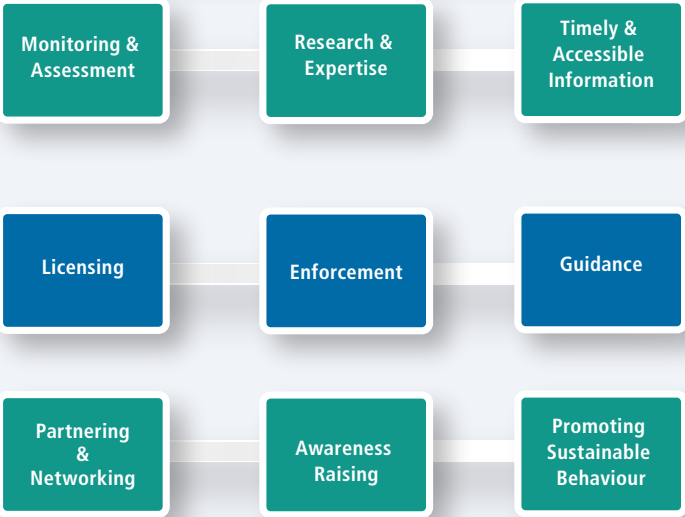 Monitoring &
Assessment
Research &
Expertise
Timely &
Accessible
Information
Licensing
Enforcement
Guidance
Partnering
&
Networking
Awareness
Raising
Promoting
Sustainable
Behaviour